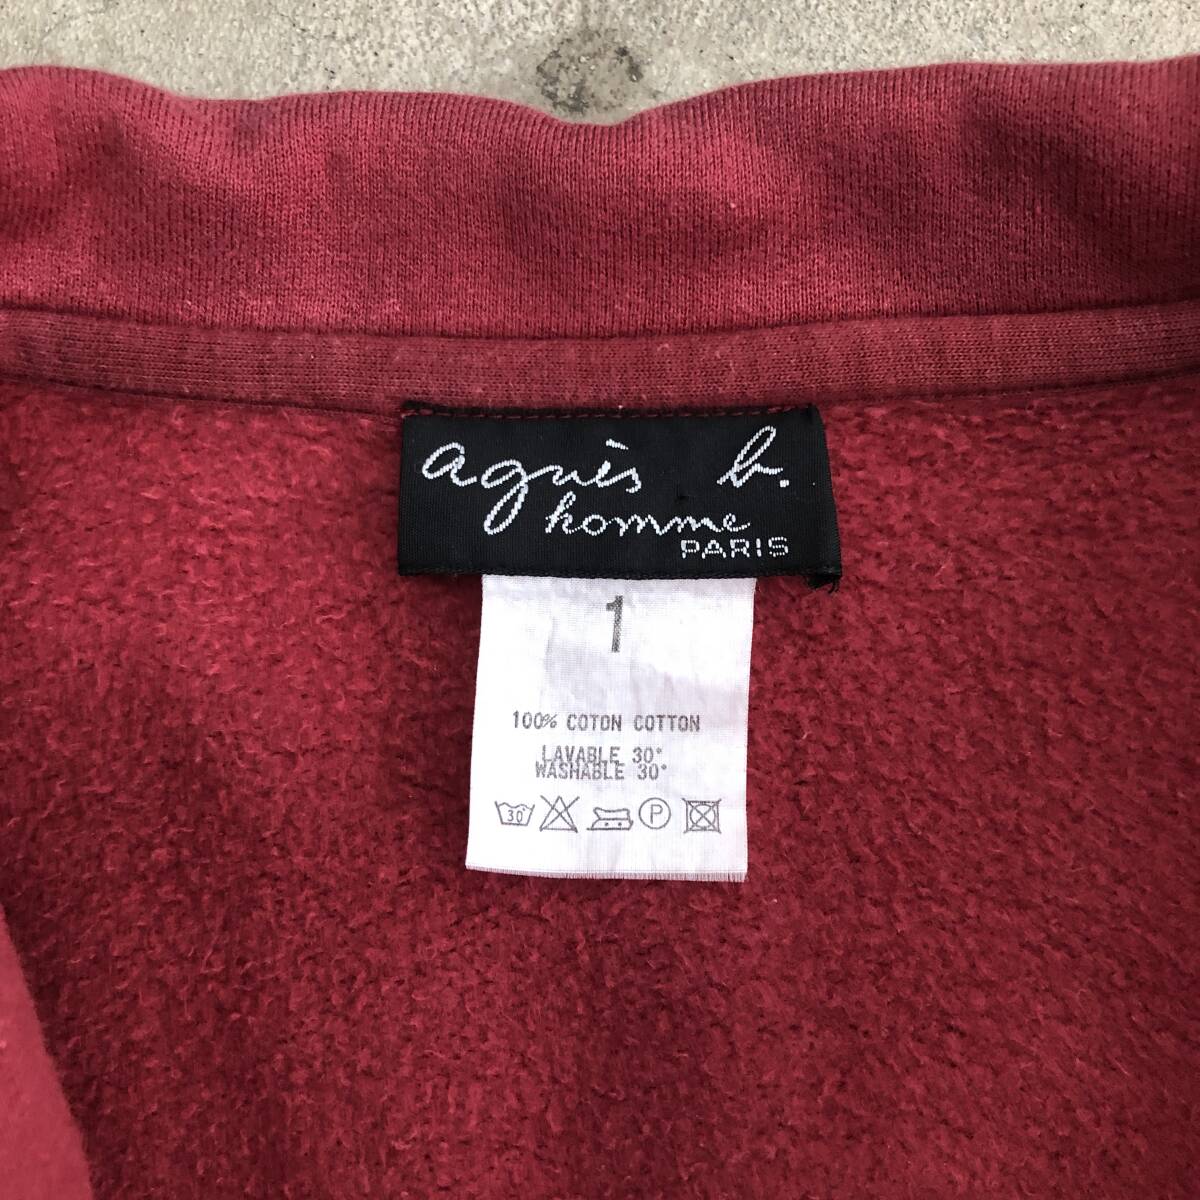 agnès b.
homme
PARIS
1
100% COTON COTTON
LAVABLE 30°
WASHABLE 30°
30°
P